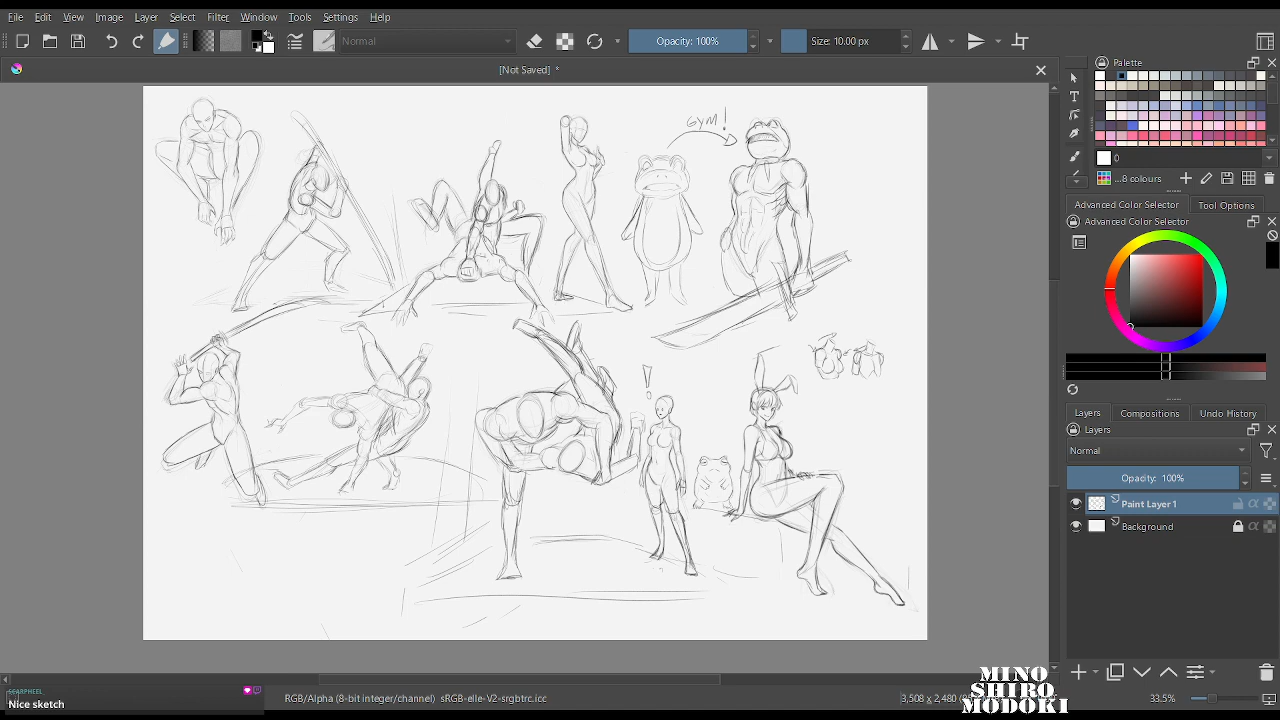 File Edit View Image Layer Select Filter Window Tools Settings Help
Normal
Opacity: 100%
Size: 10.00 px
[Not Saved] *
Palette
0
...8 colours
Advanced Color Selector
Tool Options
Advanced Color Selector
GYM!
!
Layers
Compositions
Undo History
Layers
Normal
Opacity: 100%
Paint Layer 1
Background
Nice sketch
RGB/Alpha (8-bit integer/channel) sRGB-elle-V2-srgbtrc.icc
3,508 x 2,480
33.5%
MINO
SHIRO
MODOKI